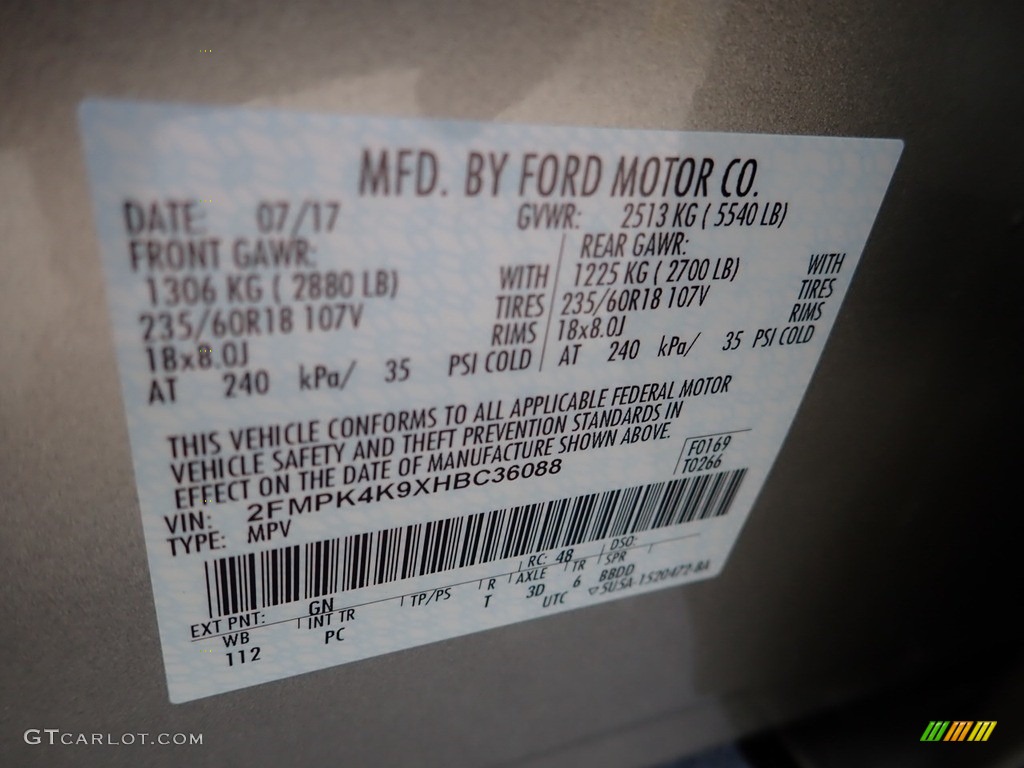 MFD. BY FORD MOTOR CO.
DATE: 07/17 GVWR: 2513 KG ( 5540 LB)
FRONT GAWR: REAR GAWR:
1306 KG ( 2880 LB) WITH 1225 KG ( 2700 LB) WITH
235/60R18 107V TIRES 235/60R18 107V TIRES
18x8.0J RIMS 18x8.0J RIMS
AT 240 kPa/ 35 PSI COLD AT 240 kPa/ 35 PSI COLD
THIS VEHICLE CONFORMS TO ALL APPLICABLE FEDERAL MOTOR
VEHICLE SAFETY AND THEFT PREVENTION STANDARDS IN
EFFECT ON THE DATE OF MANUFACTURE SHOWN ABOVE.
F0169
T0266
VIN: 2FMPK4K9XHBC36088
TYPE: MPV
EXT PNT: GN RC: 48 DSO:
WB INT TR TP/PS R AXLE TR SPR
112 PC T 3D 6 BBDD
UTC 5U5A-1520472-BA
GTCARLOT.COM